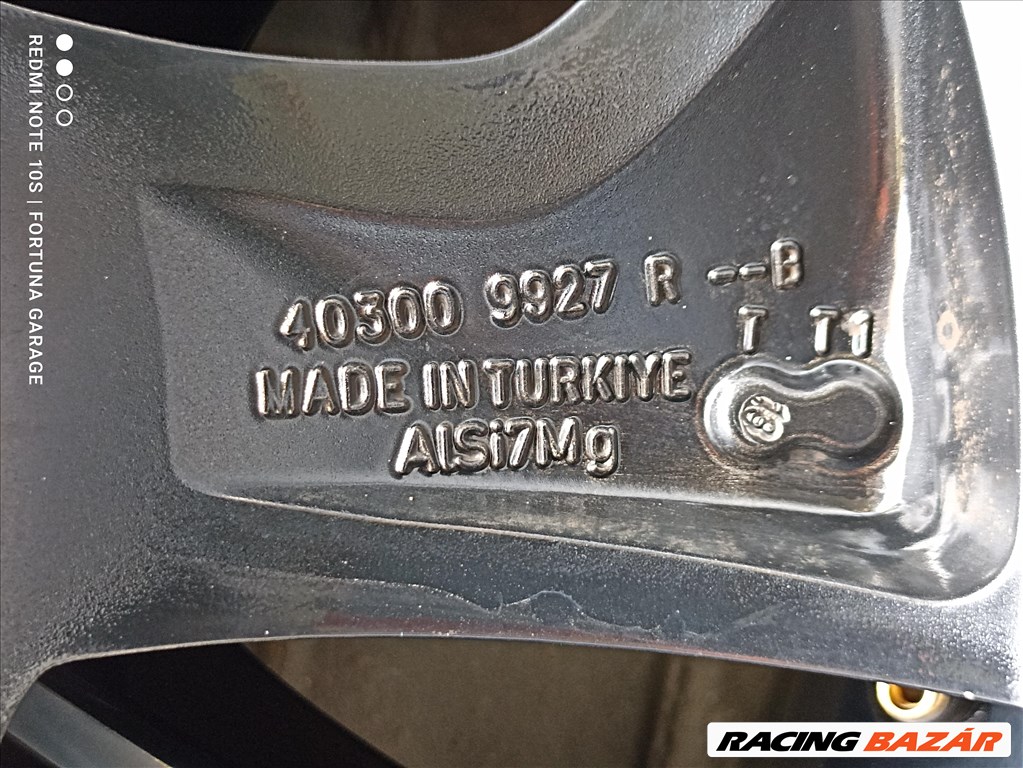 REDMI NOTE 10S | FORTUNA GARAGE
40300 9927 R --B
T T1
MADE IN TURKIYE
AlSi7Mg
RACING BAZÁR